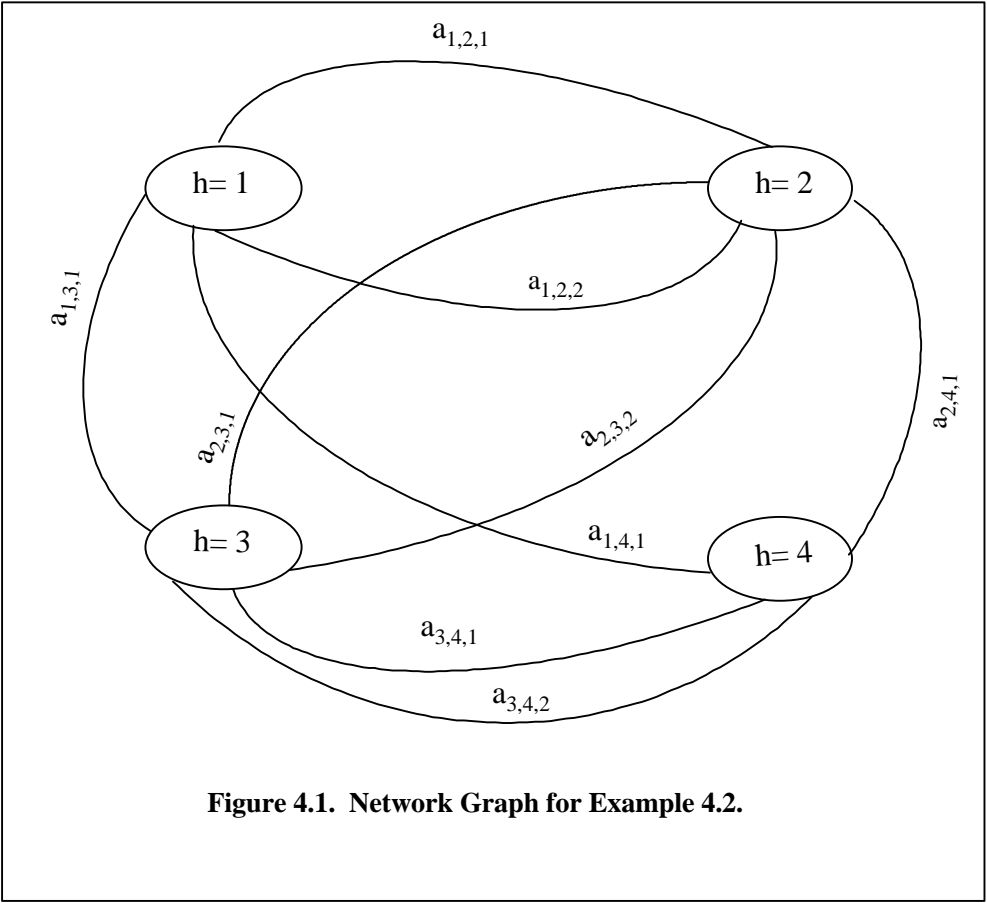 a1,2,1
h= 1
h= 2
a1,3,1
a1,2,2
a2,4,1
a2,3,1
a2,3,2
a1,4,1
h= 3
h= 4
a3,4,1
a3,4,2
Figure 4.1. Network Graph for Example 4.2.